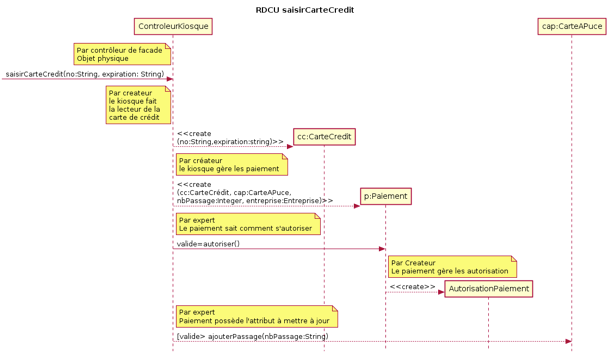 RDCU saisirCarteCredit
ControleurKiosque
cap:CarteAPuce
Par contrôleur de facade
Objet physique
saisirCarteCredit(no:String, expiration: String)
Par createur
le kiosque fait
la lecteur de la
carte de crédit
<<create
(no:String,expiration:string)>>
cc:CarteCredit
Par créateur
le kiosque gère les paiement
<<create
(cc:CarteCrédit, cap:CarteAPuce,
nbPassage:Integer, entreprise:Entreprise)>>
p:Paiement
Par expert
Le paiement sait comment s'autoriser
valide=autoriser()
Par Createur
Le paiement gère les autorisation
<<create>>
AutorisationPaiement
Par expert
Paiement possède l'attribut à mettre à jour
[valide> ajouterPassage(nbPassage:String)